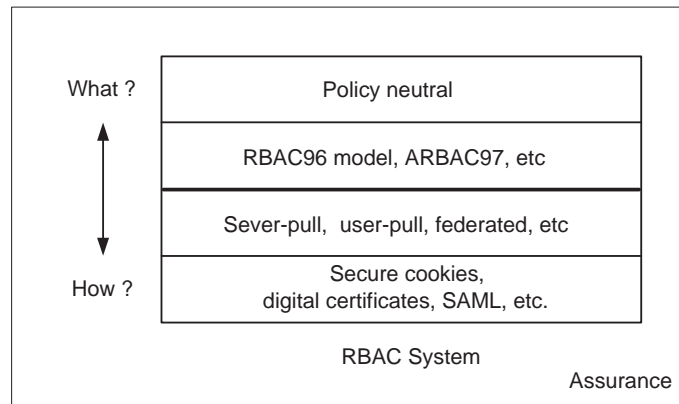 What ?
Policy neutral
RBAC96 model, ARBAC97, etc
Sever-pull, user-pull, federated, etc
How ?
Secure cookies,
digital certificates, SAML, etc.
RBAC System
Assurance